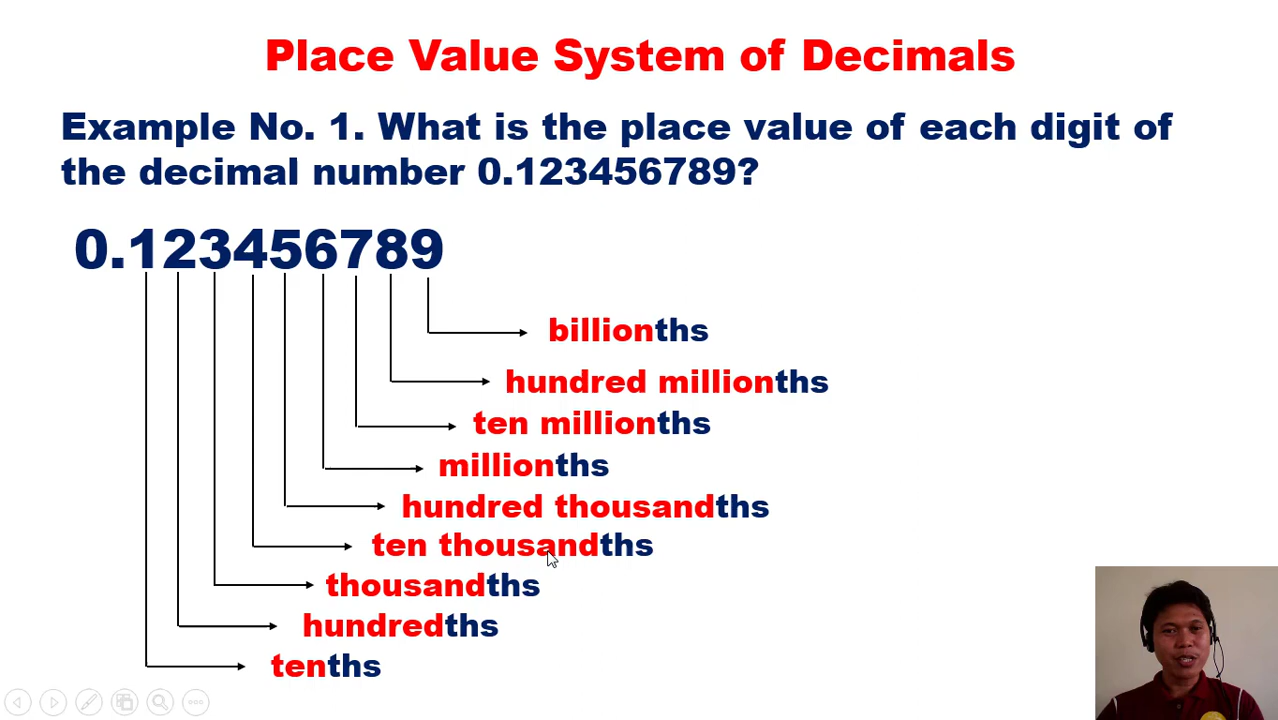 Place Value System of Decimals
Example No. 1. What is the place value of each digit of
the decimal number 0.123456789?
0.123456789
billionths
hundred millionths
ten millionths
millionths
hundred thousandths
ten thousandths
thousandths
hundredths
tenths